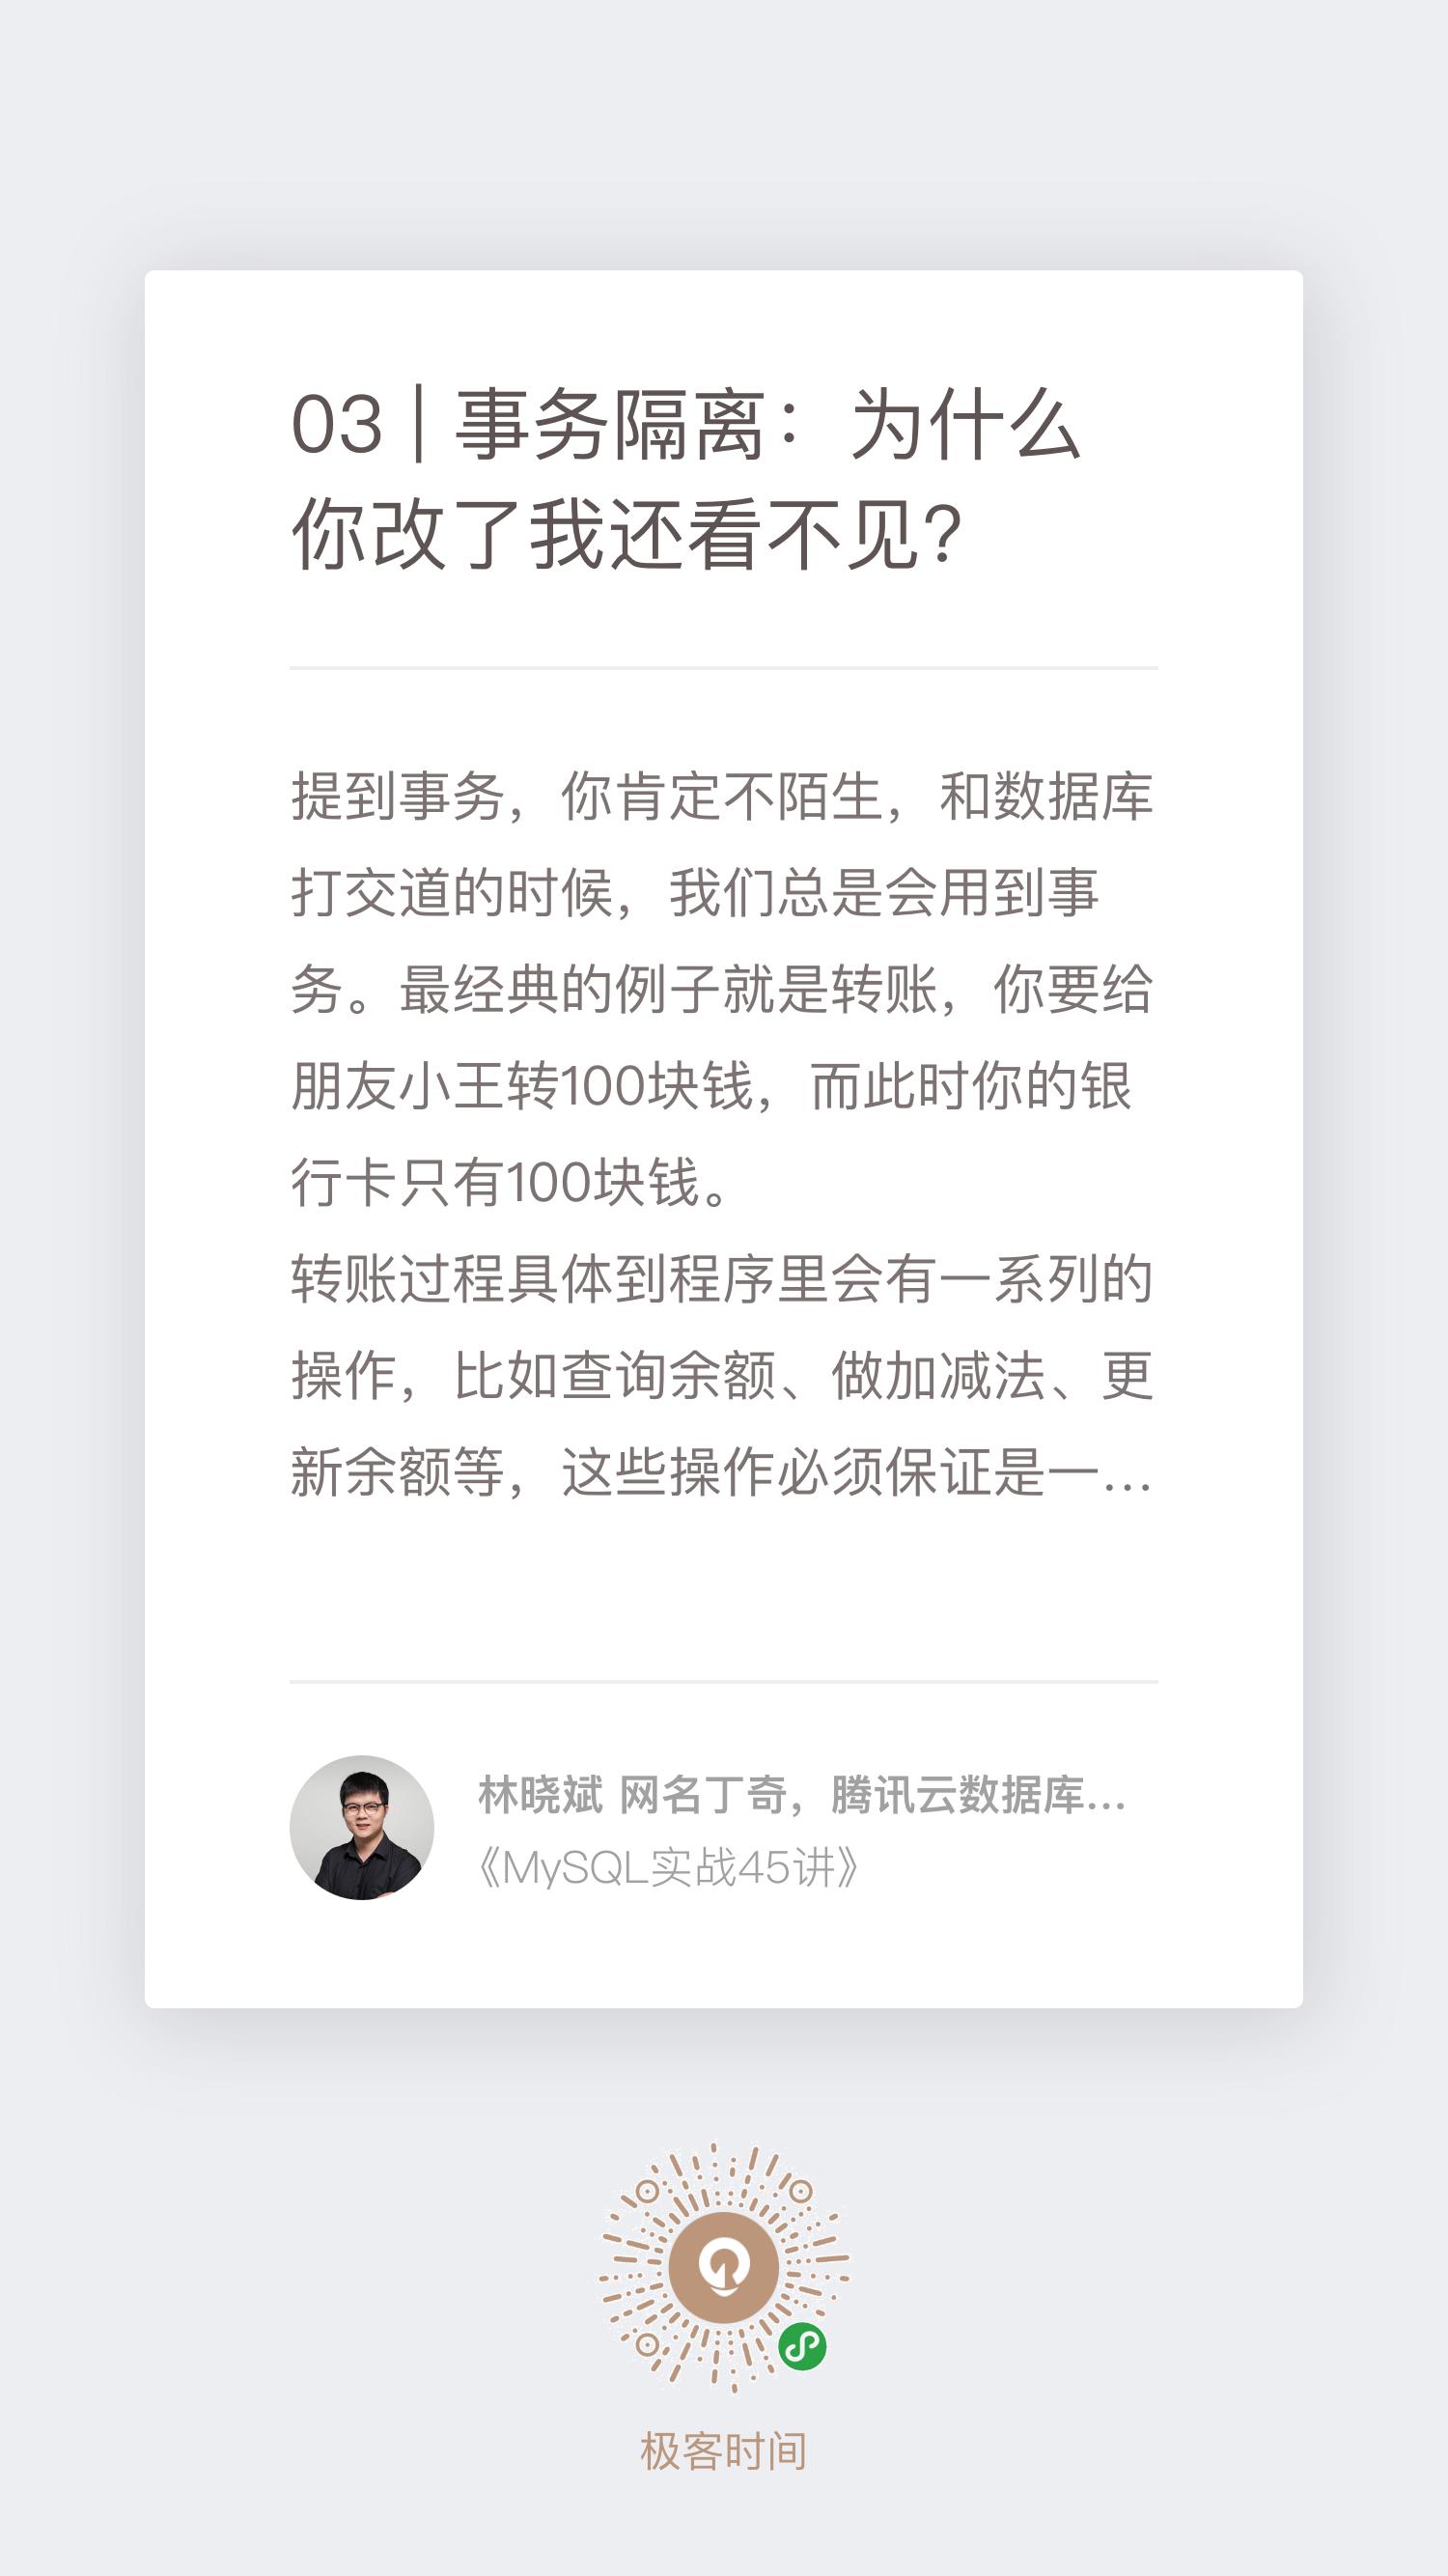 03 | 事务隔离：为什么
你改了我还看不见?
提到事务，你肯定不陌生，和数据库
打交道的时候，我们总是会用到事
务。最经典的例子就是转账，你要给
朋友小王转100块钱，而此时你的银
行卡只有100块钱。
转账过程具体到程序里会有一系列的
操作，比如查询余额、做加减法、更
新余额等，这些操作必须保证是一...
林晓斌 网名丁奇，腾讯云数据库...
《MySQL实战45讲》
极客时间